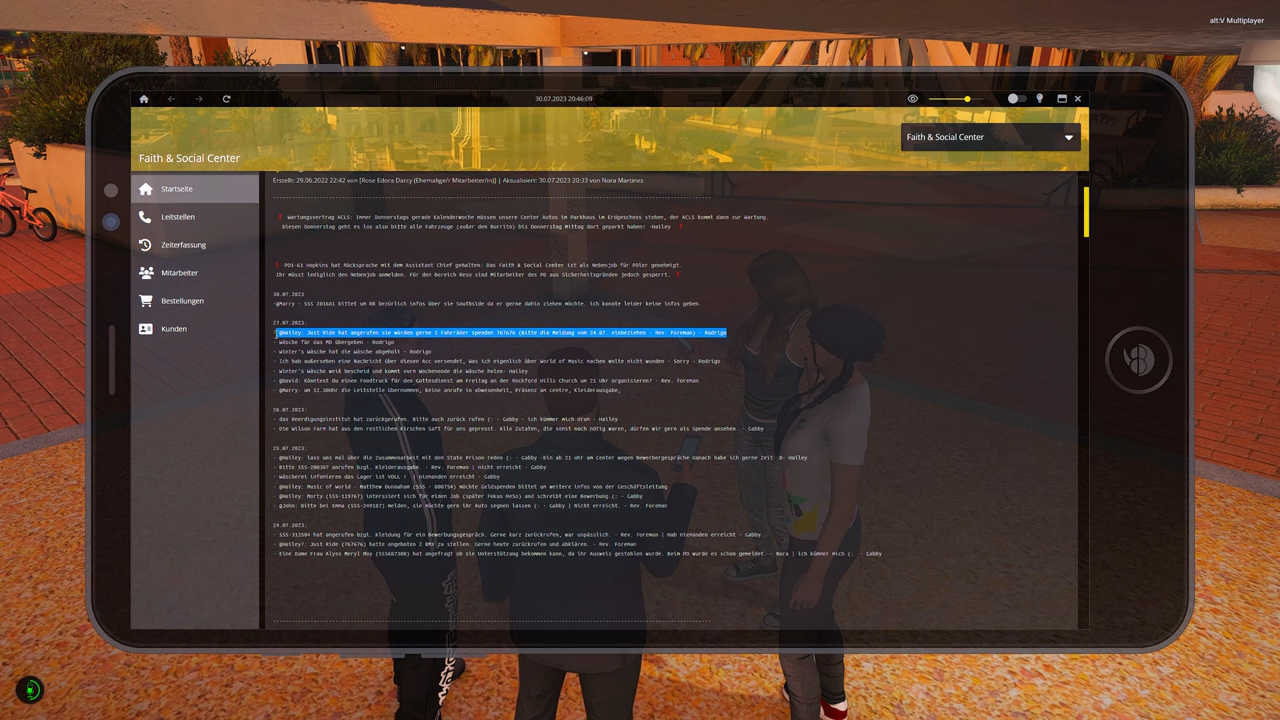 alt:V Multiplayer
30.07.2023 20:46:09
Faith & Social Center
Faith & Social Center
Startseite
Leitstellen
Zeiterfassung
Mitarbeiter
Bestellungen
Kunden
Erstellt: 29.06.2022 22:42 von [Rose Edora Darcy (Ehemalige/r Mitarbeiter/in)] | Aktualisiert: 30.07.2023 20:33 von Nora Martinez
Wartungsvertrag ACLS: Immer Donnerstags gerade Kalenderwoche müssen unsere Center Autos im Parkhaus im Erdgeschoss stehen, der ACLS kommt dann zur Wartung.
Diesen Donnerstag geht es los also bitte alle Fahrzeuge (außer den Burrito) bis Donnerstag Mittag dort geparkt haben! -Hailey
PD1-61 Hopkins hat Rücksprache mit dem Assistant Chief gehalten: Das Faith & Social Center ist als Nebenjob für PDler genehmigt.
Ihr müsst lediglich den Nebenjob anmelden. Für den Bereich Reso sind Mitarbeiter des PD aus Sicherheitsgründen jedoch gesperrt.
30.07.2023
-@Harry - SSS 201681 bittet um RR bezürlich infos über sie Southside da er gerne dahin ziehen möchte. ich konnte leider keine infos geben.
27.07.2023:
- @Hailey: Just Ride hat angerufen sie würden gerne 2 Fahrräder spenden 767676 (Bitte die Meldung vom 24.07. einbeziehen - Rev. Foreman) - Rodrigo
- Wäsche für das MD übergeben - Rodrigo
- Winter's Wäsche hat die Wäsche abgeholt - Rodrigo
- Ich hab außersehen eine Nachricht über diesen Acc versendet, Was ich eigenlich über World of Music machen wolte nicht wunden - Sorry - Rodrigo
- Winter's Wäsche weiß bescheid und kommt vorm Wochenende die Wäsche holen- Hailey
- @David: Könntest du einen Foodtruck für den Gottesdienst am Freitag an der Rockford Hills Church um 21 Uhr organisieren? - Rev. Foreman
- @Harry: um 12.30Uhr die Leitstelle Übernommen, keine anrufe in abwesenheit, Präsenz am centre, Kleiderausgabe,
26.07.2023:
- das Beerdigungsinstitut hat zurückgerufen. Bitte auch zurück rufen (: - Gabby - ich kümmer mich drum - Hailey
- Die Wilson Farm hat aus den restlichen Kirschen Saft für uns gepresst. Alle Zutaten, die sonst noch nötig waren, dürfen wir gern als Spende ansehen. - Gabby
25.07.2023:
- @Hailey: lass uns Mal über die Zusammenarbeit mit dem State Prison reden (: - Gabby -bin ab 21 uhr am Center wegen Bewerbergespräche danach habe ich gerne Zeit :D- Hailey
- Bitte SSS-200307 anrufen bzgl. Kleiderausgabe. - Rev. Foreman | nicht erreicht - Gabby
- Wäscherei infomieren das Lager ist VOLL ! | niemanden erreicht - Gabby
- @Hailey: Music of World - Matthew Dunnaham (SSS - 800754) möchte Geldspenden bittet um weitere infos von der Geschäftsleitung.
- @Hailey: Morty (SSS-119767) interssiert sich für einen Job (später Fokus ReSo) und schreibt eine Bewerbung (: - Gabby
- @John: Bitte bei Emma (SSS-249187) melden, sie möchte gern ihr Auto segnen lassen (: - Gabby | Nicht erreicht. - Rev. Foreman
24.07.2023:
- SSS-313504 hat angerufen bzgl. Kleidung für ein Bewerbungsgespräch. Gerne kurz zurückrufen, war unpässlich. - Rev. Foreman | Hab niemanden erreicht - Gabby
- @Hailey!: Just Ride (767676) hatte angeboten 2 BMX zu stellen. Gerne heute zurückrufen und abklären. - Rev. Foreman
- Eine Dame Frau Alyss Meryl Moy (SSS687308) hat angefragt ob sie Unterstützung bekommen kann, da ihr Ausweis gestohlen wurde. Beim PD wurde es schon gemeldet. - Nora | ich kümmer mich (: - Gabby